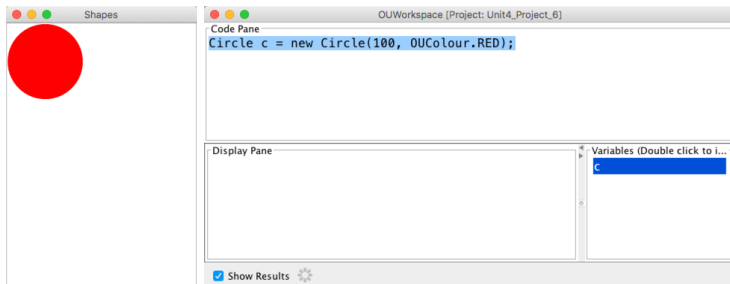 Shapes
OUWorkspace [Project: Unit4_Project_6]
Code Pane
Circle c = new Circle(100, OUColour.RED);
Display Pane
Variables (Double click to i...
c
Show Results